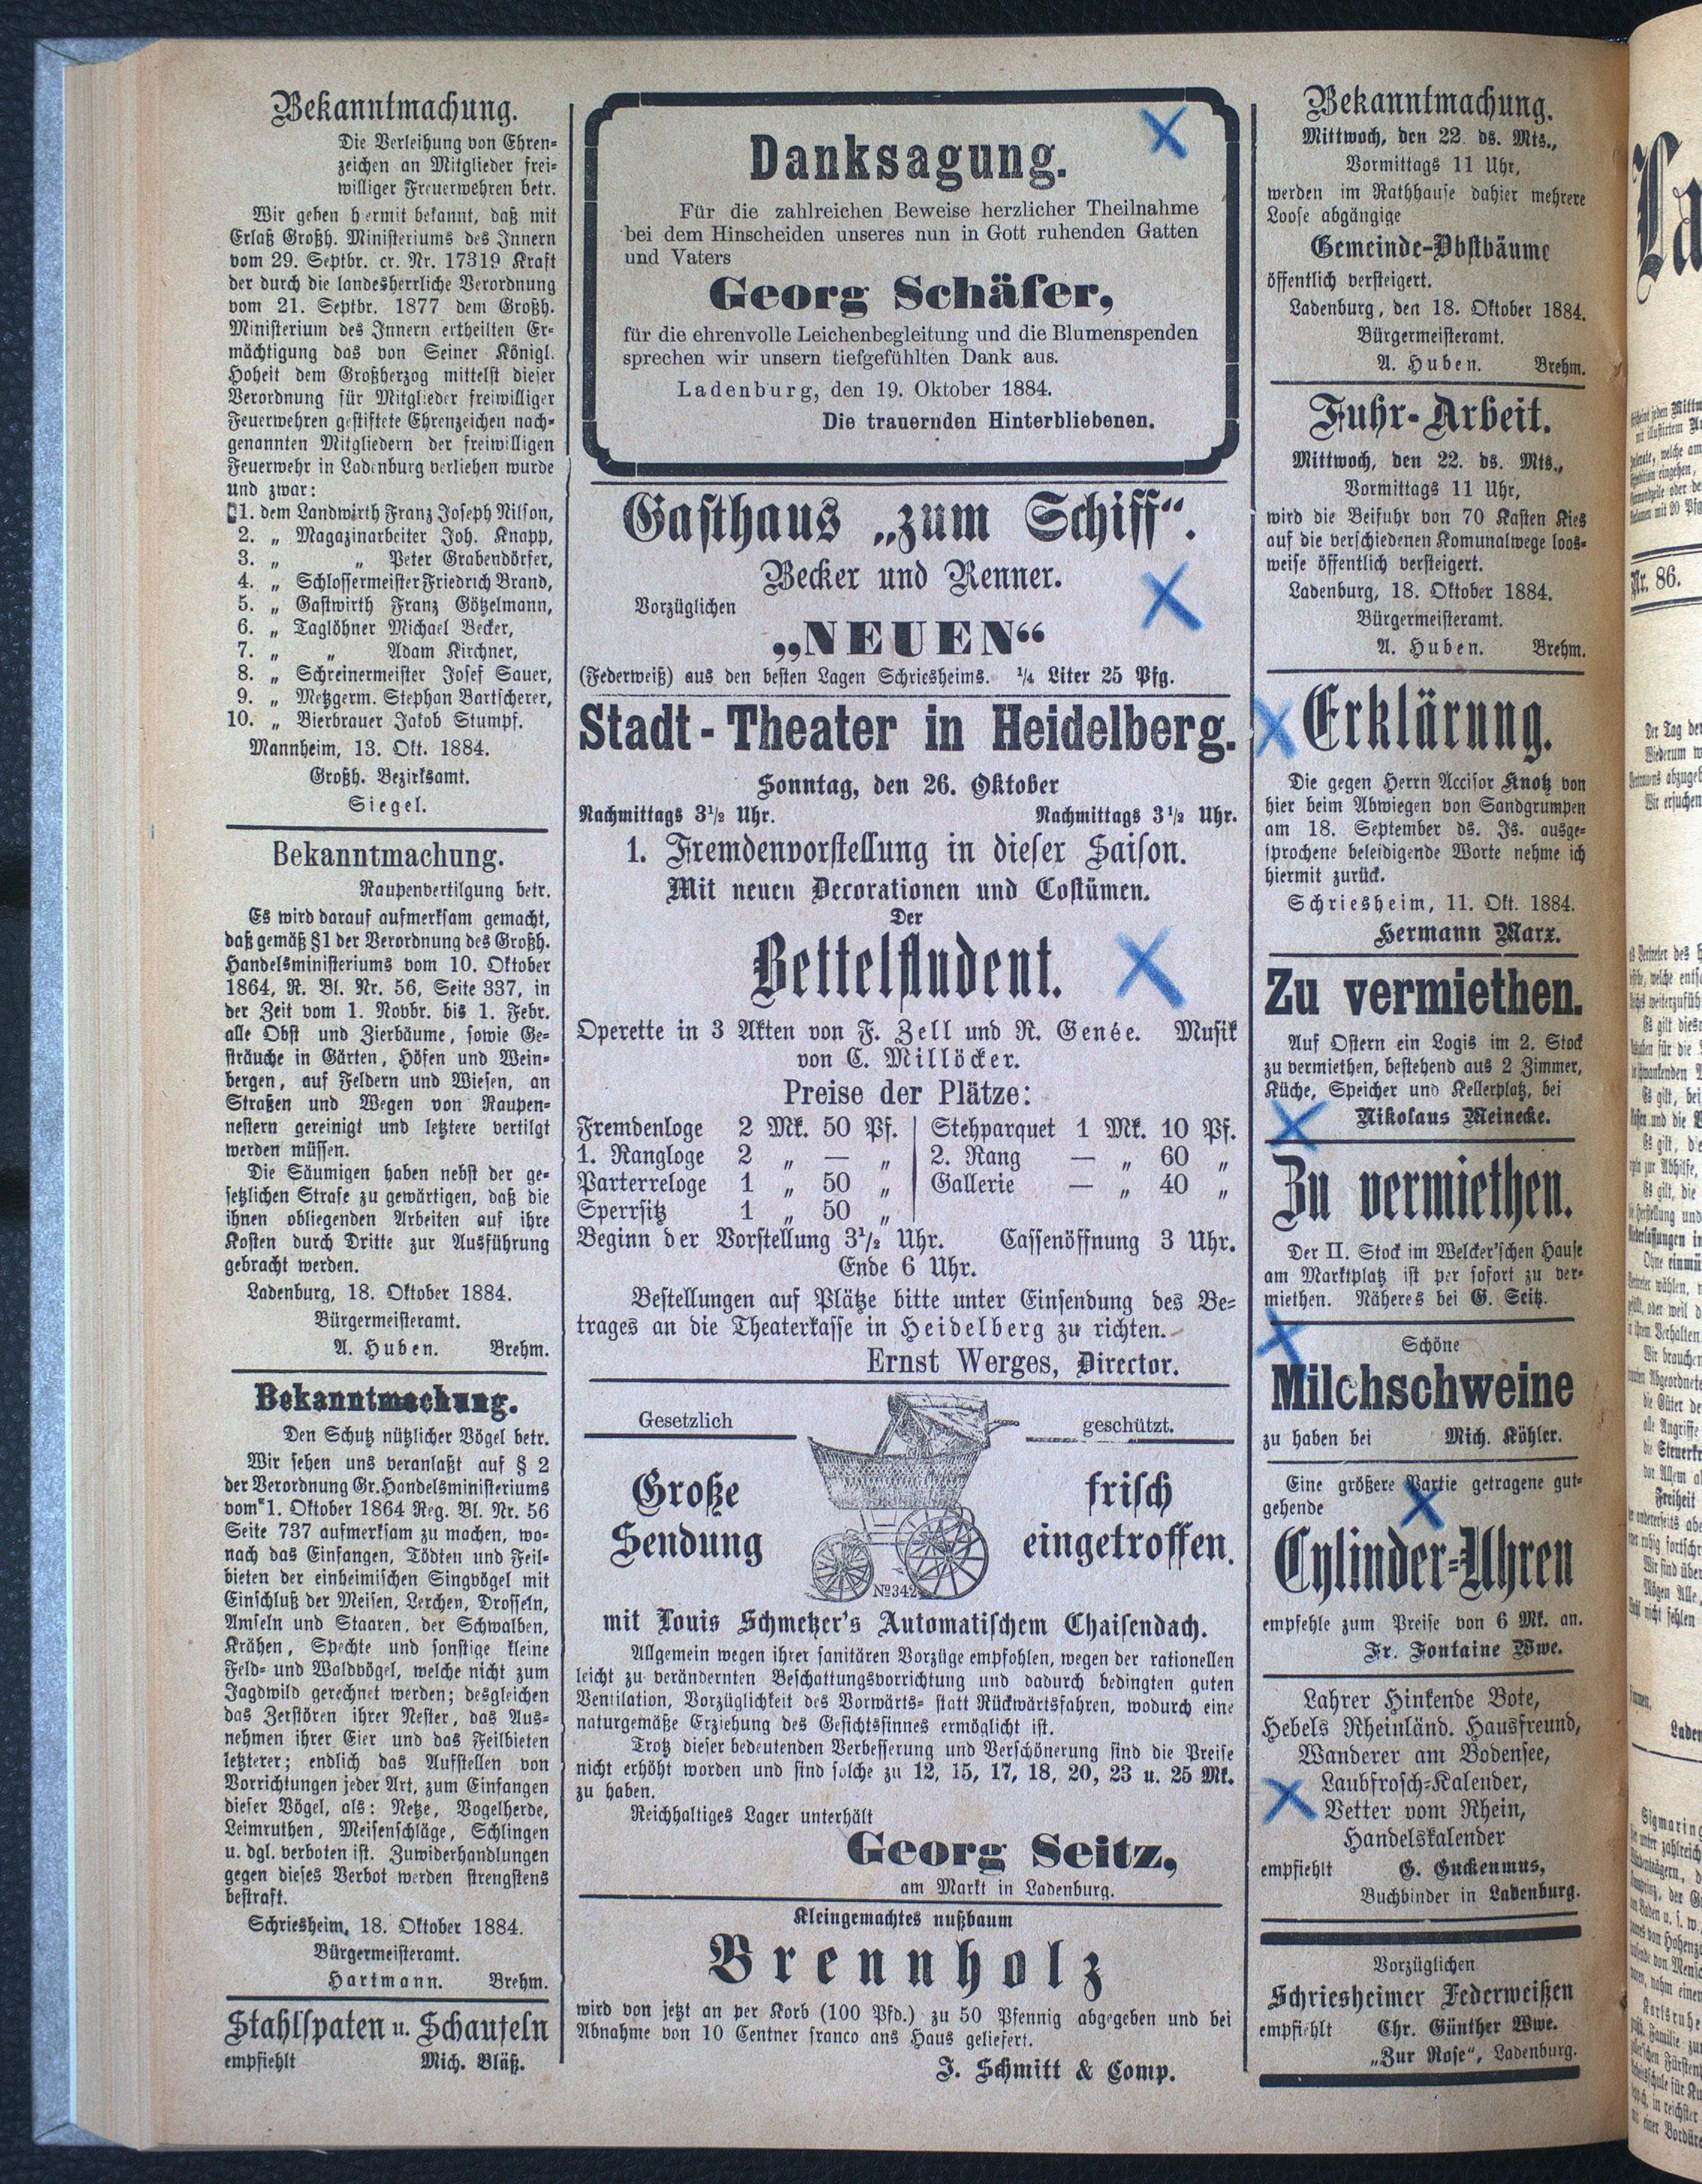 Bekanntmachung.
Die Verleihung von Ehren-
zeichen an Mitglieder frei-
williger Freuerwehren betr.
Wir geben hiermit bekannt, daß mit
Erlaß Großh. Ministeriums des Innern
vom 29. Septbr. cr. Nr. 17319 Kraft
der durch die landesherrliche Verordnung
vom 21. Septbr. 1877 dem Großh.
Ministerium des Innern ertheilten Er-
mächtigung das von Seiner Königl.
Hoheit dem Großherzog mittelst dieser
Verordnung für Mitglieder freiwilliger
Feuerwehren gestiftete Ehrenzeichen nach-
genannten Mitgliedern der freiwilligen
Feuerwehr in Ladenburg verliehen wurde
und zwar:
1. dem Landwirth Franz Joseph Nilson,
2. „ Magazinarbeiter Joh. Knapp,
3. „ „ Peter Grabendörfer,
4. „ Schlossermeister Friedrich Brand,
5. „ Gastwirth Franz Götzelmann,
6. „ Taglöhner Michael Becker,
7. „ „ Adam Kirchner,
8. „ Schreinermeister Josef Sauer,
9. „ Metzgerm. Stephan Bartscherer,
10. „ Bierbrauer Jakob Stumpf.
Mannheim, 13. Okt. 1884.
Großh. Bezirksamt.
Siegel.
Bekanntmachung.
Raupenvertilgung betr.
Es wird darauf aufmerksam gemacht,
daß gemäß §1 der Verordnung des Großh.
Handelsministeriums vom 10. Oktober
1864, R. Bl. Nr. 56, Seite 337, in
der Zeit vom 1. Novbr. bis 1. Febr.
alle Obst und Zierbäume, sowie Ge-
sträuche in Gärten, Höfen und Wein-
bergen, auf Feldern und Wiesen, an
Straßen und Wegen von Raupen-
nestern gereinigt und letztere vertilgt
werden müssen.
Die Säumigen haben nebst der ge-
setzlichen Strafe zu gewärtigen, daß die
ihnen obliegenden Arbeiten auf ihre
Kosten durch Dritte zur Ausführung
gebracht werden.
Ladenburg, 18. Oktober 1884.
Bürgermeisteramt.
A. Huben. Brehm.
Bekanntmachung.
Den Schutz nützlicher Vögel betr.
Wir sehen uns veranlaßt auf § 2
der Verordnung Gr. Handelsministeriums
vom 1. Oktober 1864 Reg. Bl. Nr. 56
Seite 737 aufmerksam zu machen, wo-
nach das Einfangen, Tödten und Feil-
bieten der einheimischen Singvögel mit
Einschluß der Meisen, Lerchen, Drosseln,
Amseln und Staaren, der Schwalben,
Krähen, Spechte und sonstige kleine
Feld- und Waldvögel, welche nicht zum
Jagdwild gerechnet werden; desgleichen
das Zerstören ihrer Nester, das Aus-
nehmen ihrer Eier und das Feilbieten
letzterer; endlich das Aufstellen von
Vorrichtungen jeder Art, zum Einfangen
dieser Vögel, als: Netze, Vogelherde,
Leimruthen, Meisenschläge, Schlingen
u. dgl. verboten ist. Zuwiderhandlungen
gegen dieses Verbot werden strengstens
bestraft.
Schriesheim, 18. Oktober 1884.
Bürgermeisteramt.
Hartmann. Brehm.
Stahlspaten u. Schaufeln
empfiehlt Mich. Bläß.
Danksagung.
Für die zahlreichen Beweise herzlicher Theilnahme
bei dem Hinscheiden unseres nun in Gott ruhenden Gatten
und Vaters
Georg Schäfer,
für die ehrenvolle Leichenbegleitung und die Blumenspenden
sprechen wir unsern tiefgefühlten Dank aus.
Ladenburg, den 19. Oktober 1884.
Die trauernden Hinterbliebenen.
Gasthaus „zum Schiff“.
Becker und Renner.
Vorzüglichen
„NEUEN“
(Federweiß) aus den besten Lagen Schriesheims. ¼ Liter 25 Pfg.
Stadt-Theater in Heidelberg.
Sonntag, den 26. Oktober
Nachmittags 3½ Uhr. Nachmittags 3½ Uhr.
1. Fremdenvorstellung in dieser Saison.
Mit neuen Decorationen und Costümen.
Der
Bettelstudent.
Operette in 3 Akten von F. Zell und R. Genée. Musik
von C. Millöcker.
Preise der Plätze:
Fremdenloge 2 Mk. 50 Pf. Stehparquet 1 Mk. 10 Pf.
1. Rangloge 2 „ — „ 2. Rang — „ 60 „
Parterreloge 1 „ 50 „ Gallerie — „ 40 „
Sperrsitz 1 „ 50 „
Beginn der Vorstellung 3½ Uhr. Cassenöffnung 3 Uhr.
Ende 6 Uhr.
Bestellungen auf Plätze bitte unter Einsendung des Be-
trages an die Theaterkasse in Heidelberg zu richten.
Ernst Werges, Director.
Gesetzlich geschützt.
Große frisch
Sendung eingetroffen.
No 342
mit Louis Schmetzer's Automatischem Chaisendach.
Allgemein wegen ihrer sanitären Vorzüge empfohlen, wegen der rationellen
leicht zu verändernten Beschattungsvorrichtung und dadurch bedingten guten
Ventilation, Vorzüglichkeit des Vorwärts- statt Rückwärtsfahren, wodurch eine
naturgemäße Erziehung des Gesichtssinnes ermöglicht ist.
Trotz dieser bedeutenden Verbesserung und Verschönerung sind die Preise
nicht erhöht worden und sind solche zu 12, 15, 17, 18, 20, 23 u. 25 Mk.
zu haben.
Reichhaltiges Lager unterhält
Georg Seitz,
am Markt in Ladenburg.
Kleingemachtes nußbaum
Brennholz
wird von jetzt an per Korb (100 Pfd.) zu 50 Pfennig abgegeben und bei
Abnahme von 10 Centner franco ans Haus geliefert.
J. Schmitt & Comp.
Bekanntmachung.
Mittwoch, den 22. ds. Mts.,
Vormittags 11 Uhr,
werden im Rathhause dahier mehrere
Loose abgängige
Gemeinde-Obstbäume
öffentlich versteigert.
Ladenburg, den 18. Oktober 1884.
Bürgermeisteramt.
A. Huben. Brehm.
Fuhr-Arbeit.
Mittwoch, den 22. ds. Mts.,
Vormittags 11 Uhr,
wird die Beifuhr von 70 Kasten Kies
auf die verschiedenen Komunalwege loos-
weise öffentlich versteigert.
Ladenburg, 18. Oktober 1884.
Bürgermeisteramt.
A. Huben. Brehm.
Erklärung.
Die gegen Herrn Accisor Knotz von
hier beim Abwiegen von Sandgrumpen
am 18. September ds. Js. ausge-
sprochene beleidigende Worte nehme ich
hiermit zurück.
Schriesheim, 11. Okt. 1884.
Hermann Marx.
Zu vermiethen.
Auf Ostern ein Logis im 2. Stock
zu vermiethen, bestehend aus 2 Zimmer,
Küche, Speicher und Kellerplatz, bei
Nikolaus Meinecke.
Zu vermiethen.
Der II. Stock im Welcker'schen Hause
am Marktplatz ist per sofort zu ver-
miethen. Näheres bei G. Seitz.
Schöne
Milchschweine
zu haben bei Mich. Köhler.
Eine größere Partie getragene gut-
gehende
Cylinder-Uhren
empfehle zum Preise von 6 Mk. an.
Fr. Fontaine Wwe.
Lahrer Hinkende Bote,
Hebels Rheinländ. Hausfreund,
Wanderer am Bodensee,
Laubfrosch-Kalender,
Vetter vom Rhein,
Handelskalender
empfiehlt G. Guckenmus,
Buchbinder in Ladenburg.
Vorzüglichen
Schriesheimer Federweißen
empfiehlt Chr. Günther Wwe.
„Zur Rose“, Ladenburg.
Nr. 86.